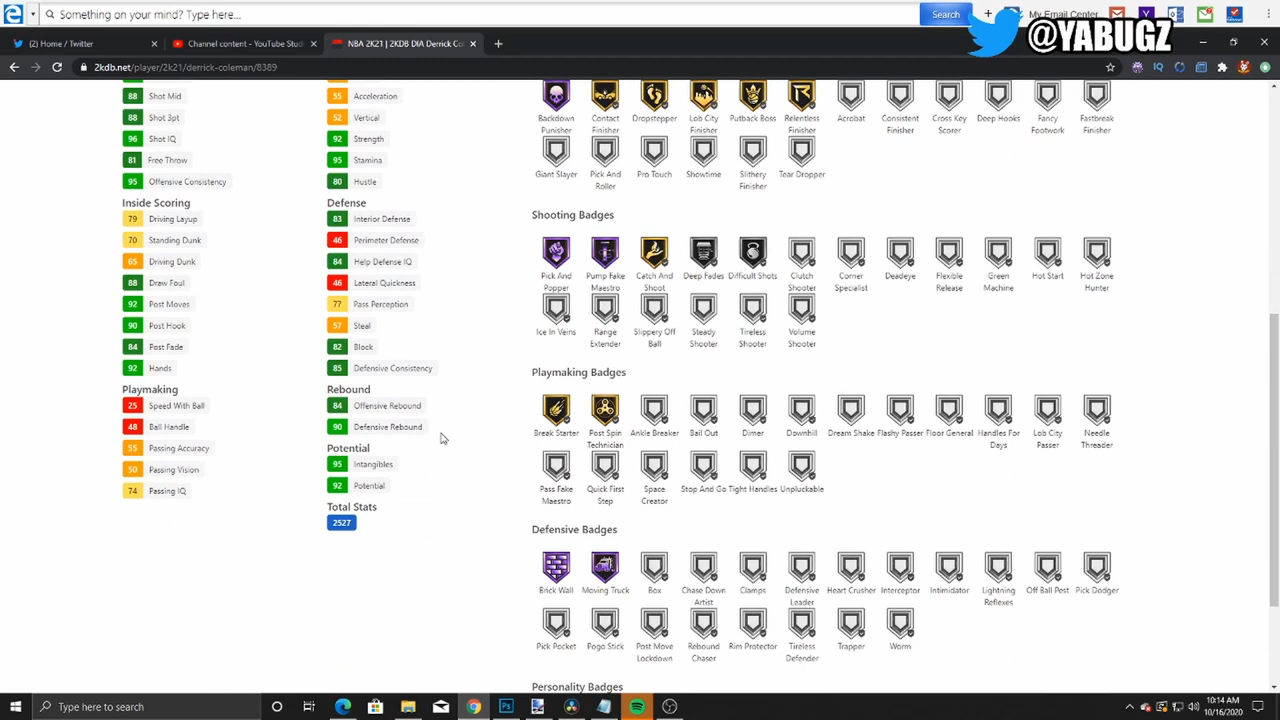 Something on your mind? Type here...
Search
My Email Center
@YABUGZ
(2) Home / Twitter
Channel content - YouTube Stud
NBA 2K21 | 2KDB DIA Derrick Co
2kdb.net/player/2k21/derrick-coleman/8389
88 Shot Mid
88 Shot 3pt
96 Shot IQ
81 Free Throw
95 Offensive Consistency
Inside Scoring
79 Driving Layup
70 Standing Dunk
65 Driving Dunk
88 Draw Foul
92 Post Moves
90 Post Hook
84 Post Fade
92 Hands
Playmaking
25 Speed With Ball
48 Ball Handle
55 Passing Accuracy
50 Passing Vision
74 Passing IQ
55 Acceleration
52 Vertical
92 Strength
95 Stamina
80 Hustle
Defense
83 Interior Defense
46 Perimeter Defense
84 Help Defense IQ
46 Lateral Quickness
77 Pass Perception
57 Steal
82 Block
85 Defensive Consistency
Rebound
84 Offensive Rebound
90 Defensive Rebound
Potential
95 Intangibles
92 Potential
Total Stats
2527
Backdown Punisher
Contact Finisher
Dropstepper
Lob City Finisher
Putback Boss
Relentless Finisher
Acrobat
Consistent Finisher
Cross Key Scorer
Deep Hooks
Fancy Footwork
Fastbreak Finisher
Giant Slayer
Pick And Roller
Pro Touch
Showtime
Slithery Finisher
Tear Dropper
Shooting Badges
Pick And Popper
Pump Fake Maestro
Catch And Shoot
Deep Fades
Difficult Shots
Clutch Shooter
Corner Specialist
Deadeye
Flexible Release
Green Machine
Hot Start
Hot Zone Hunter
Ice In Veins
Range Extender
Slippery Off Ball
Steady Shooter
Tireless Shooter
Volume Shooter
Playmaking Badges
Break Starter
Post Spin Technician
Ankle Breaker
Bail Out
Dimer
Downhill
Dream Shake
Flashy Passer
Floor General
Handles For Days
Lob City Passer
Needle Threader
Pass Fake Maestro
Quick First Step
Space Creator
Stop And Go
Tight Handles
Unpluckable
Defensive Badges
Brick Wall
Moving Truck
Box
Chase Down Artist
Clamps
Defensive Leader
Heart Crusher
Interceptor
Intimidator
Lightning Reflexes
Off Ball Pest
Pick Dodger
Pick Pocket
Pogo Stick
Post Move Lockdown
Rebound Chaser
Rim Protector
Tireless Defender
Trapper
Worm
Personality Badges
Type here to search
10:14 AM
10/16/2020